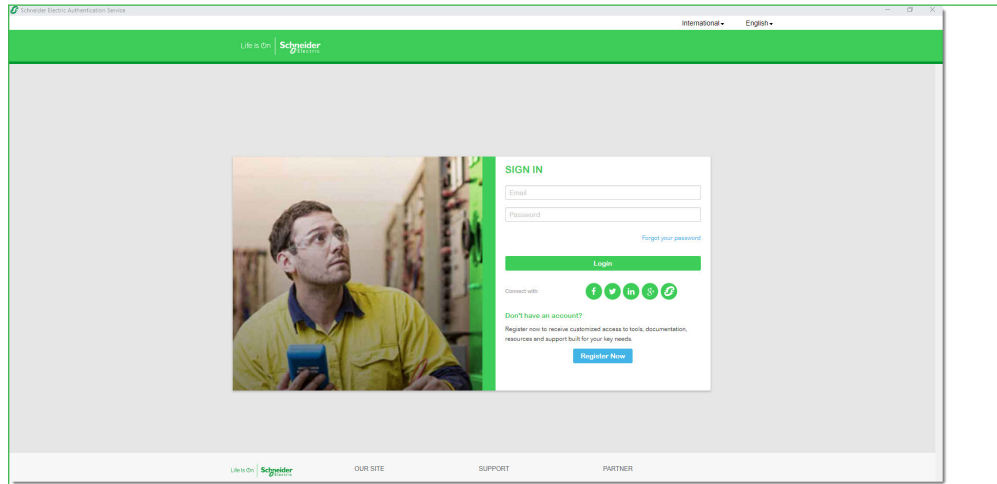 Schneider Electric Authentication Service
International
English
Life Is On
Schneider
Electric
SIGN IN
Email
Password
Forgot your password
Login
Connect with:
Don't have an account?
Register now to receive customized access to tools, documentation,
resources and support built for your key needs.
Register Now
Life Is On
Schneider
Electric
OUR SITE
SUPPORT
PARTNER